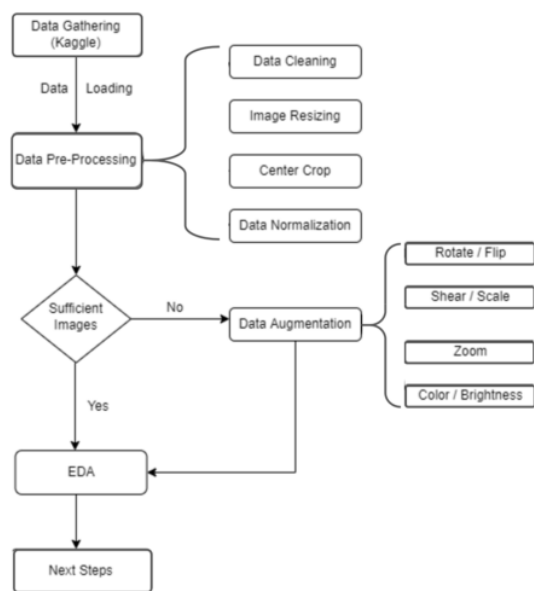 Data Gathering
(Kaggle)
Data Loading
Data Cleaning
Image Resizing
Data Pre-Processing
Center Crop
Data Normalization
Rotate / Flip
Shear / Scale
Sufficient
Images
No
Data Augmentation
Zoom
Color / Brightness
Yes
EDA
Next Steps